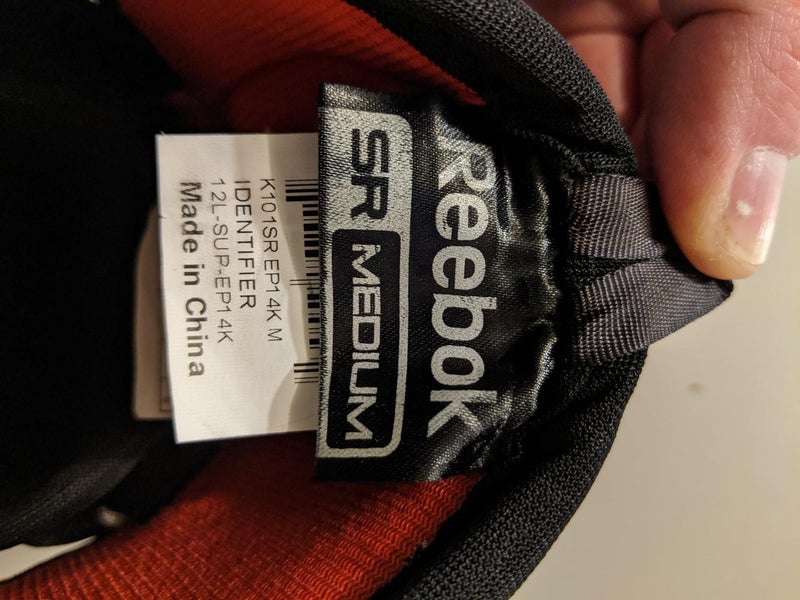 Reebok
SR MEDIUM
K101SR EP14K M
IDENTIFIER
12L-SUP-EP14K
Made in China